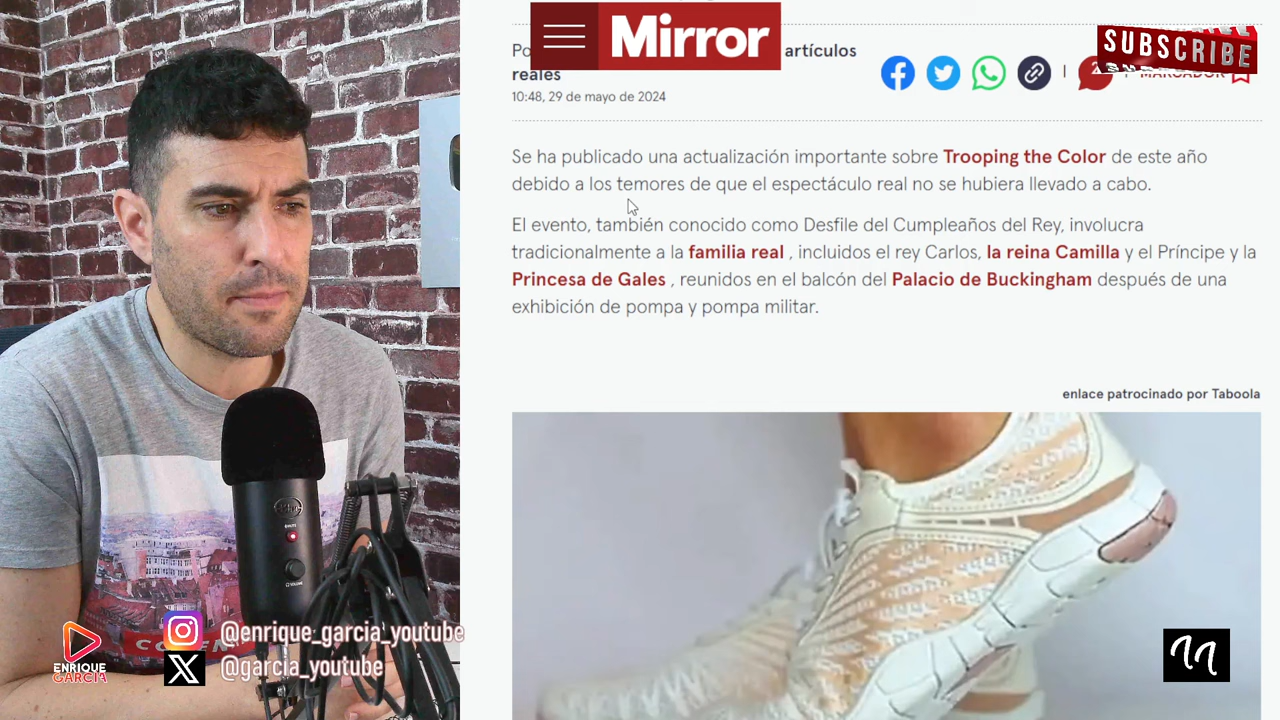 Mirror
SUBSCRIBE
artículos
reales
10:48, 29 de mayo de 2024
Se ha publicado una actualización importante sobre Trooping the Color de este año
debido a los temores de que el espectáculo real no se hubiera llevado a cabo.
El evento, también conocido como Desfile del Cumpleaños del Rey, involucra
tradicionalmente a la familia real , incluidos el rey Carlos, la reina Camilla y el Príncipe y la
Princesa de Gales , reunidos en el balcón del Palacio de Buckingham después de una
exhibición de pompa y pompa militar.
enlace patrocinado por Taboola
@enrique_garcia_youtube
@garcia_youtube
ENRIQUE
GARCIA